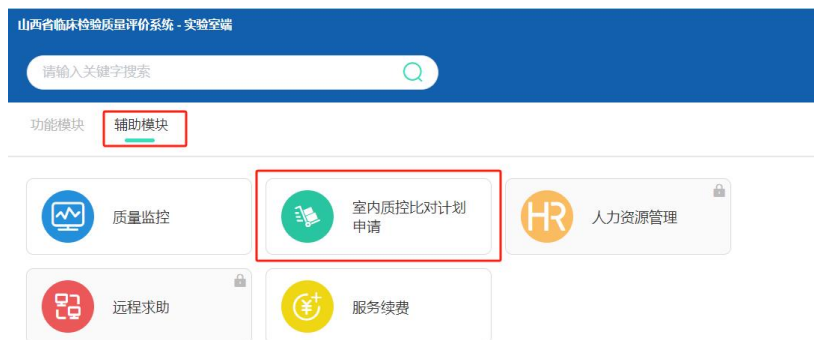 山西省临床检验质量评价系统 - 实验室端
请输入关键字搜索
功能模块 辅助模块
质量监控
室内质控比对计划
申请
HR 人力资源管理
远程求助
¥ 服务续费